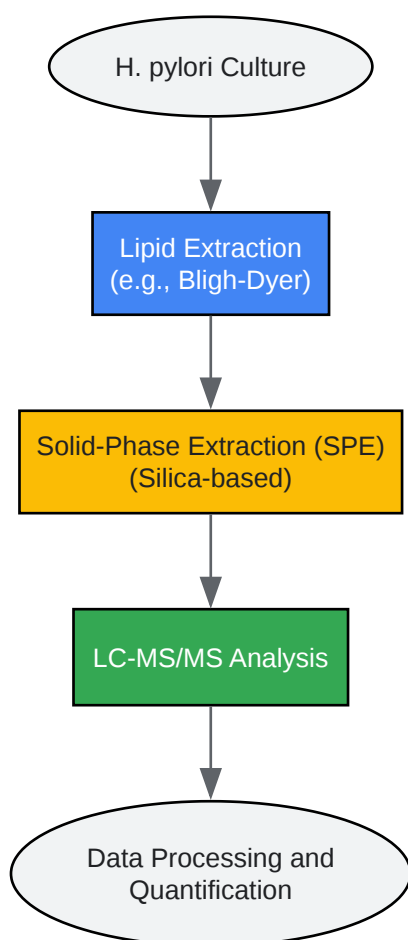 H. pylori Culture
Lipid Extraction
(e.g., Bligh-Dyer)
Solid-Phase Extraction (SPE)
(Silica-based)
LC-MS/MS Analysis
Data Processing and
Quantification